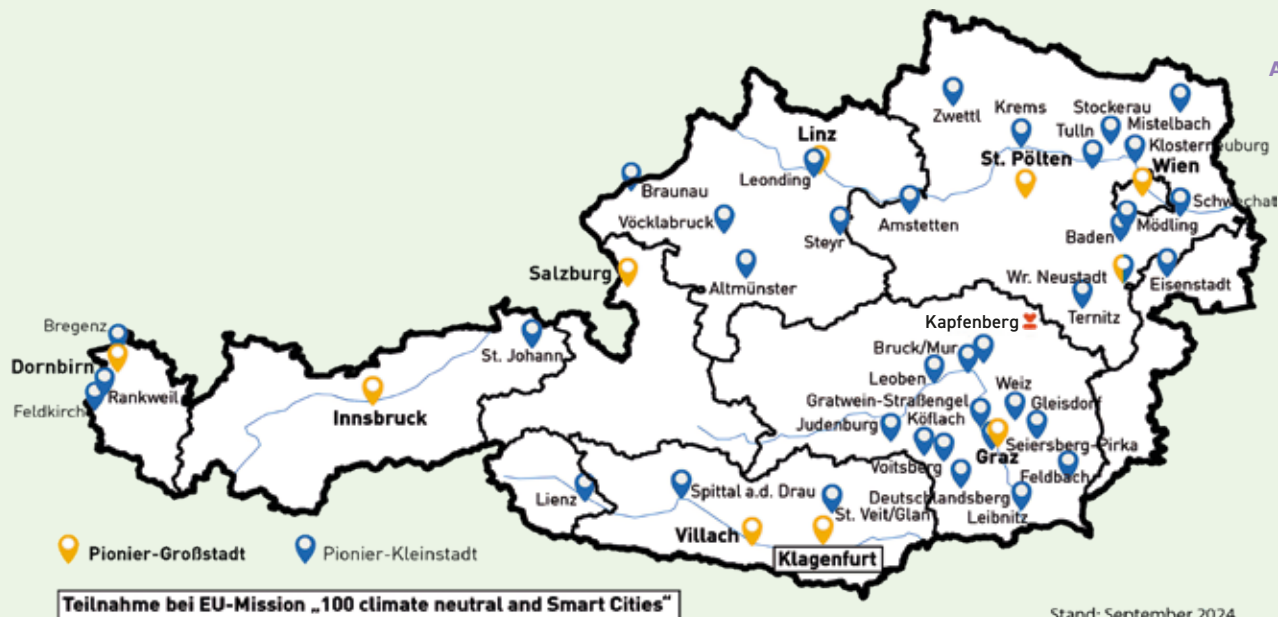 A
Zwettl
Krems
Stockerau
Mistelbach
Tulln
Klosterneuburg
Linz
St. Pölten
Wien
Leonding
Braunau
Schwechat
Vöcklabruck
Steyr
Amstetten
Mödling
Baden
Salzburg
Altmünster
Wr. Neustadt
Eisenstadt
Ternitz
Bregenz
Dornbirn
Rankweil
Feldkirch
St. Johann
Innsbruck
Kapfenberg
Bruck/Mur
Leoben
Weiz
Gratwein-Straßengel
Gleisdorf
Judenburg
Köflach
Seiersberg-Pirka
Graz
Voitsberg
Feldbach
Deutschlandsberg
Leibnitz
Lienz
Spittal a.d. Drau
St. Veit/Glan
Villach
Klagenfurt
Pionier-Großstadt
Pionier-Kleinstadt
Teilnahme bei EU-Mission „100 climate neutral and Smart Cities“
Stand: September 2024